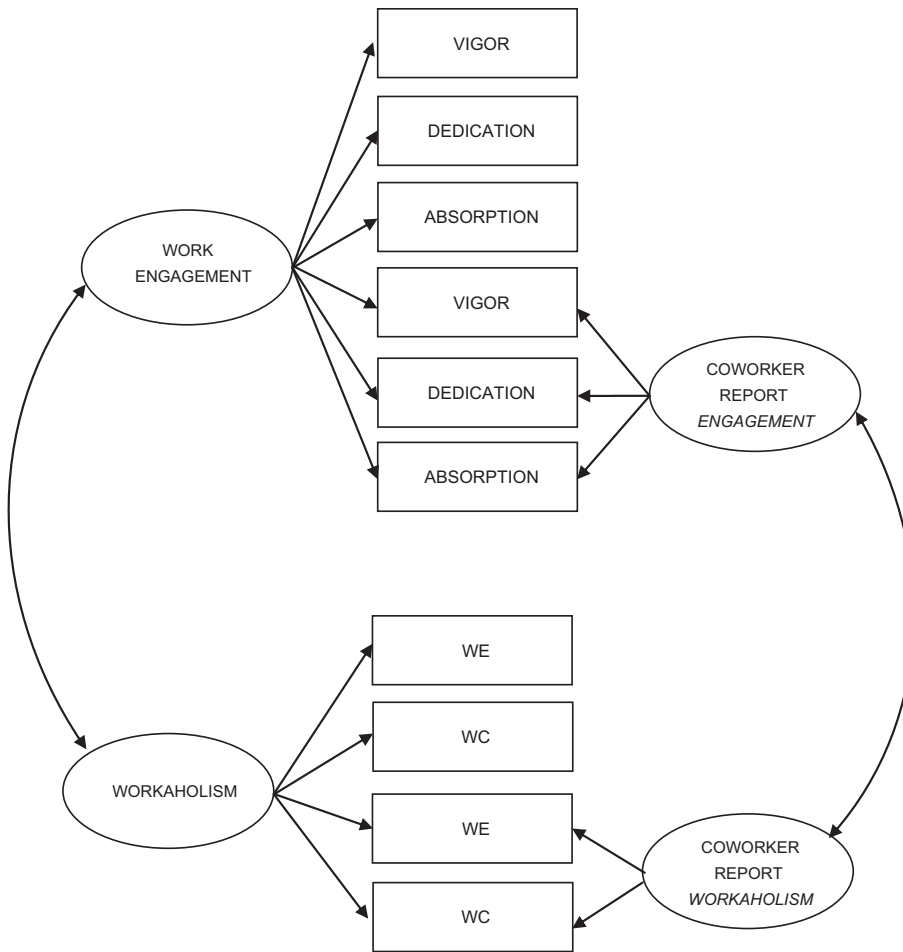 VIGOR
DEDICATION
ABSORPTION
WORK
ENGAGEMENT
VIGOR
DEDICATION
COWORKER
REPORT
ENGAGEMENT
ABSORPTION
WE
WC
WORKAHOLISM
WE
WC
COWORKER
REPORT
WORKAHOLISM